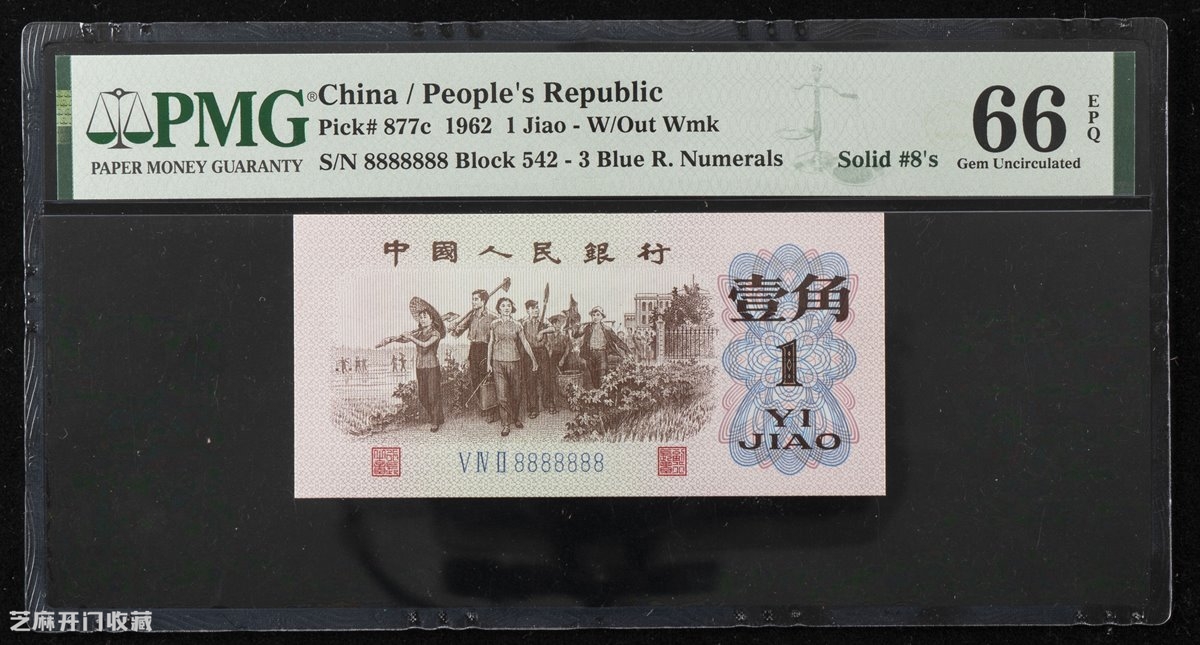 PMG®
PAPER MONEY GUARANTY
China / People's Republic
Pick# 877c 1962 1 Jiao - W/Out Wmk
S/N 8888888 Block 542 - 3 Blue R. Numerals
Solid #8's
66
EPQ
Gem Uncirculated
中國人民銀行
壹角
1
YI
JIAO
V IV II 8888888
芝麻开门收藏